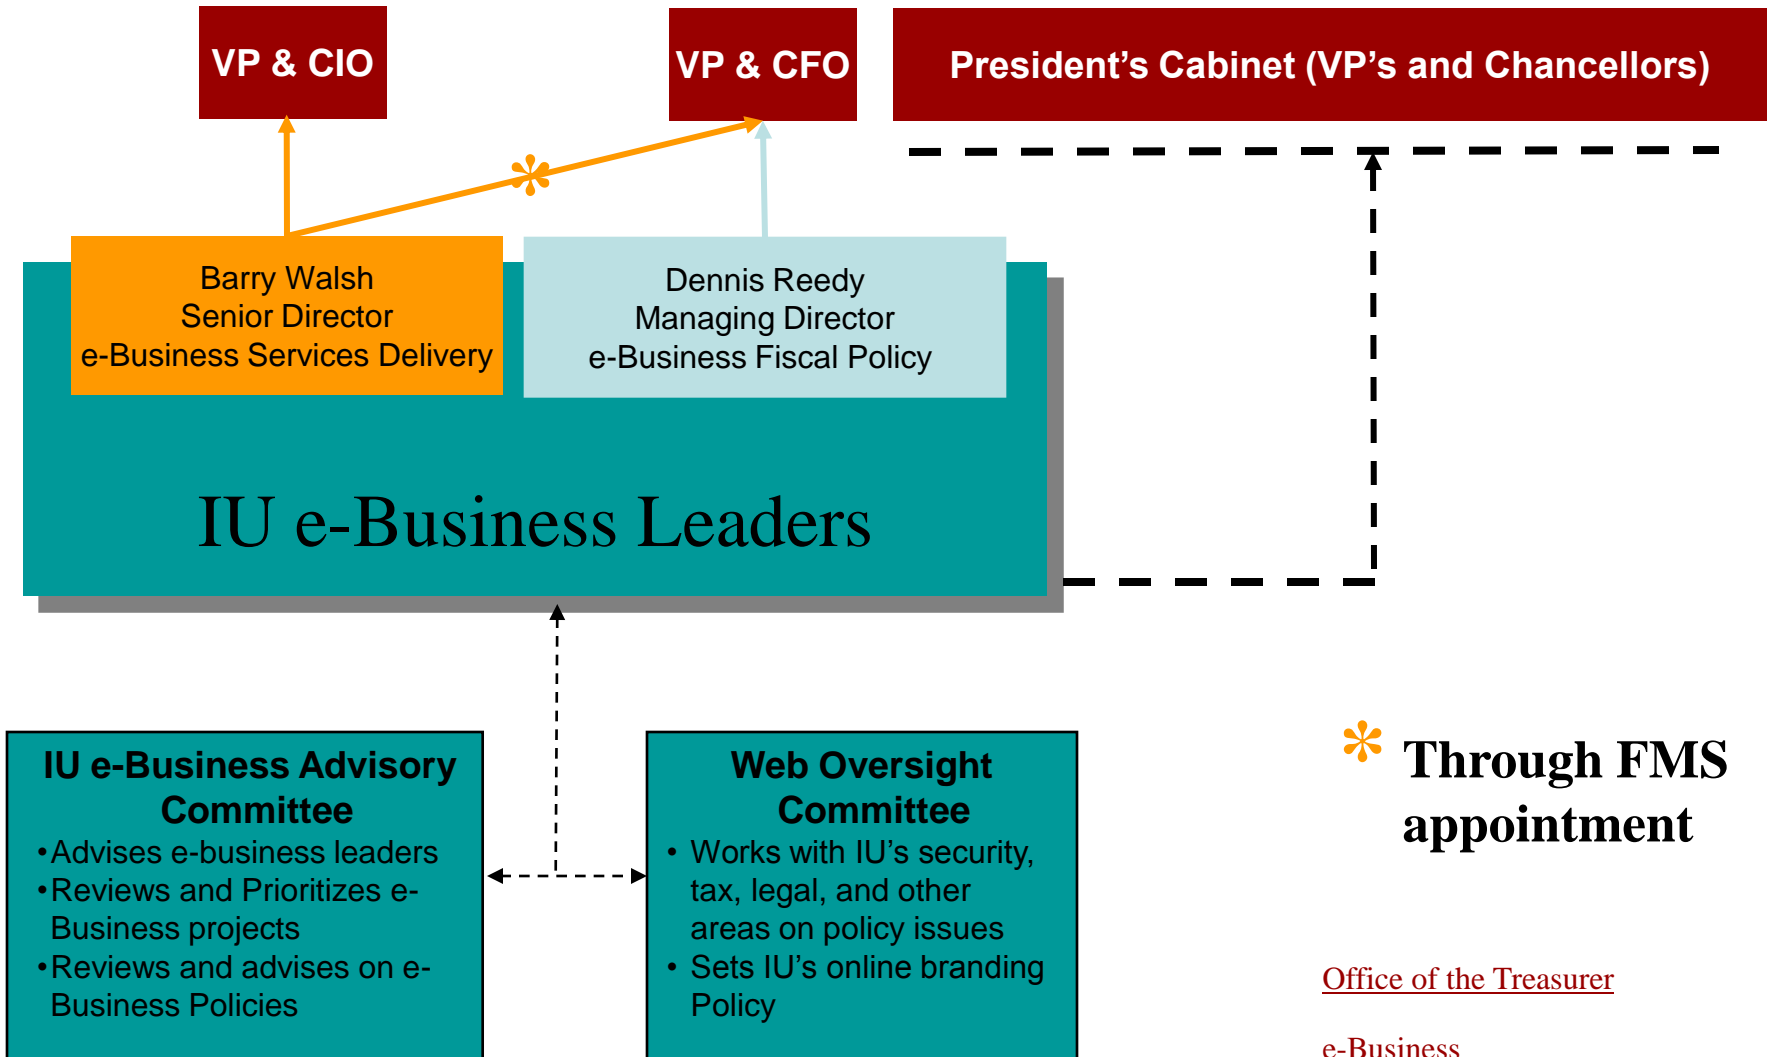 VP & CIO
VP & CFO
President’s Cabinet (VP’s and Chancellors)
*
Barry Walsh
Senior Director
e-Business Services Delivery
Dennis Reedy
Managing Director
e-Business Fiscal Policy
IU e-Business Leaders
IU e-Business Advisory
Committee
•Advises e-business leaders
•Reviews and Prioritizes e-
Business projects
•Reviews and advises on e-
Business Policies
Web Oversight
Committee
• Works with IU’s security,
tax, legal, and other
areas on policy issues
• Sets IU’s online branding
Policy
* Through FMS
appointment
Office of the Treasurer
e-Business